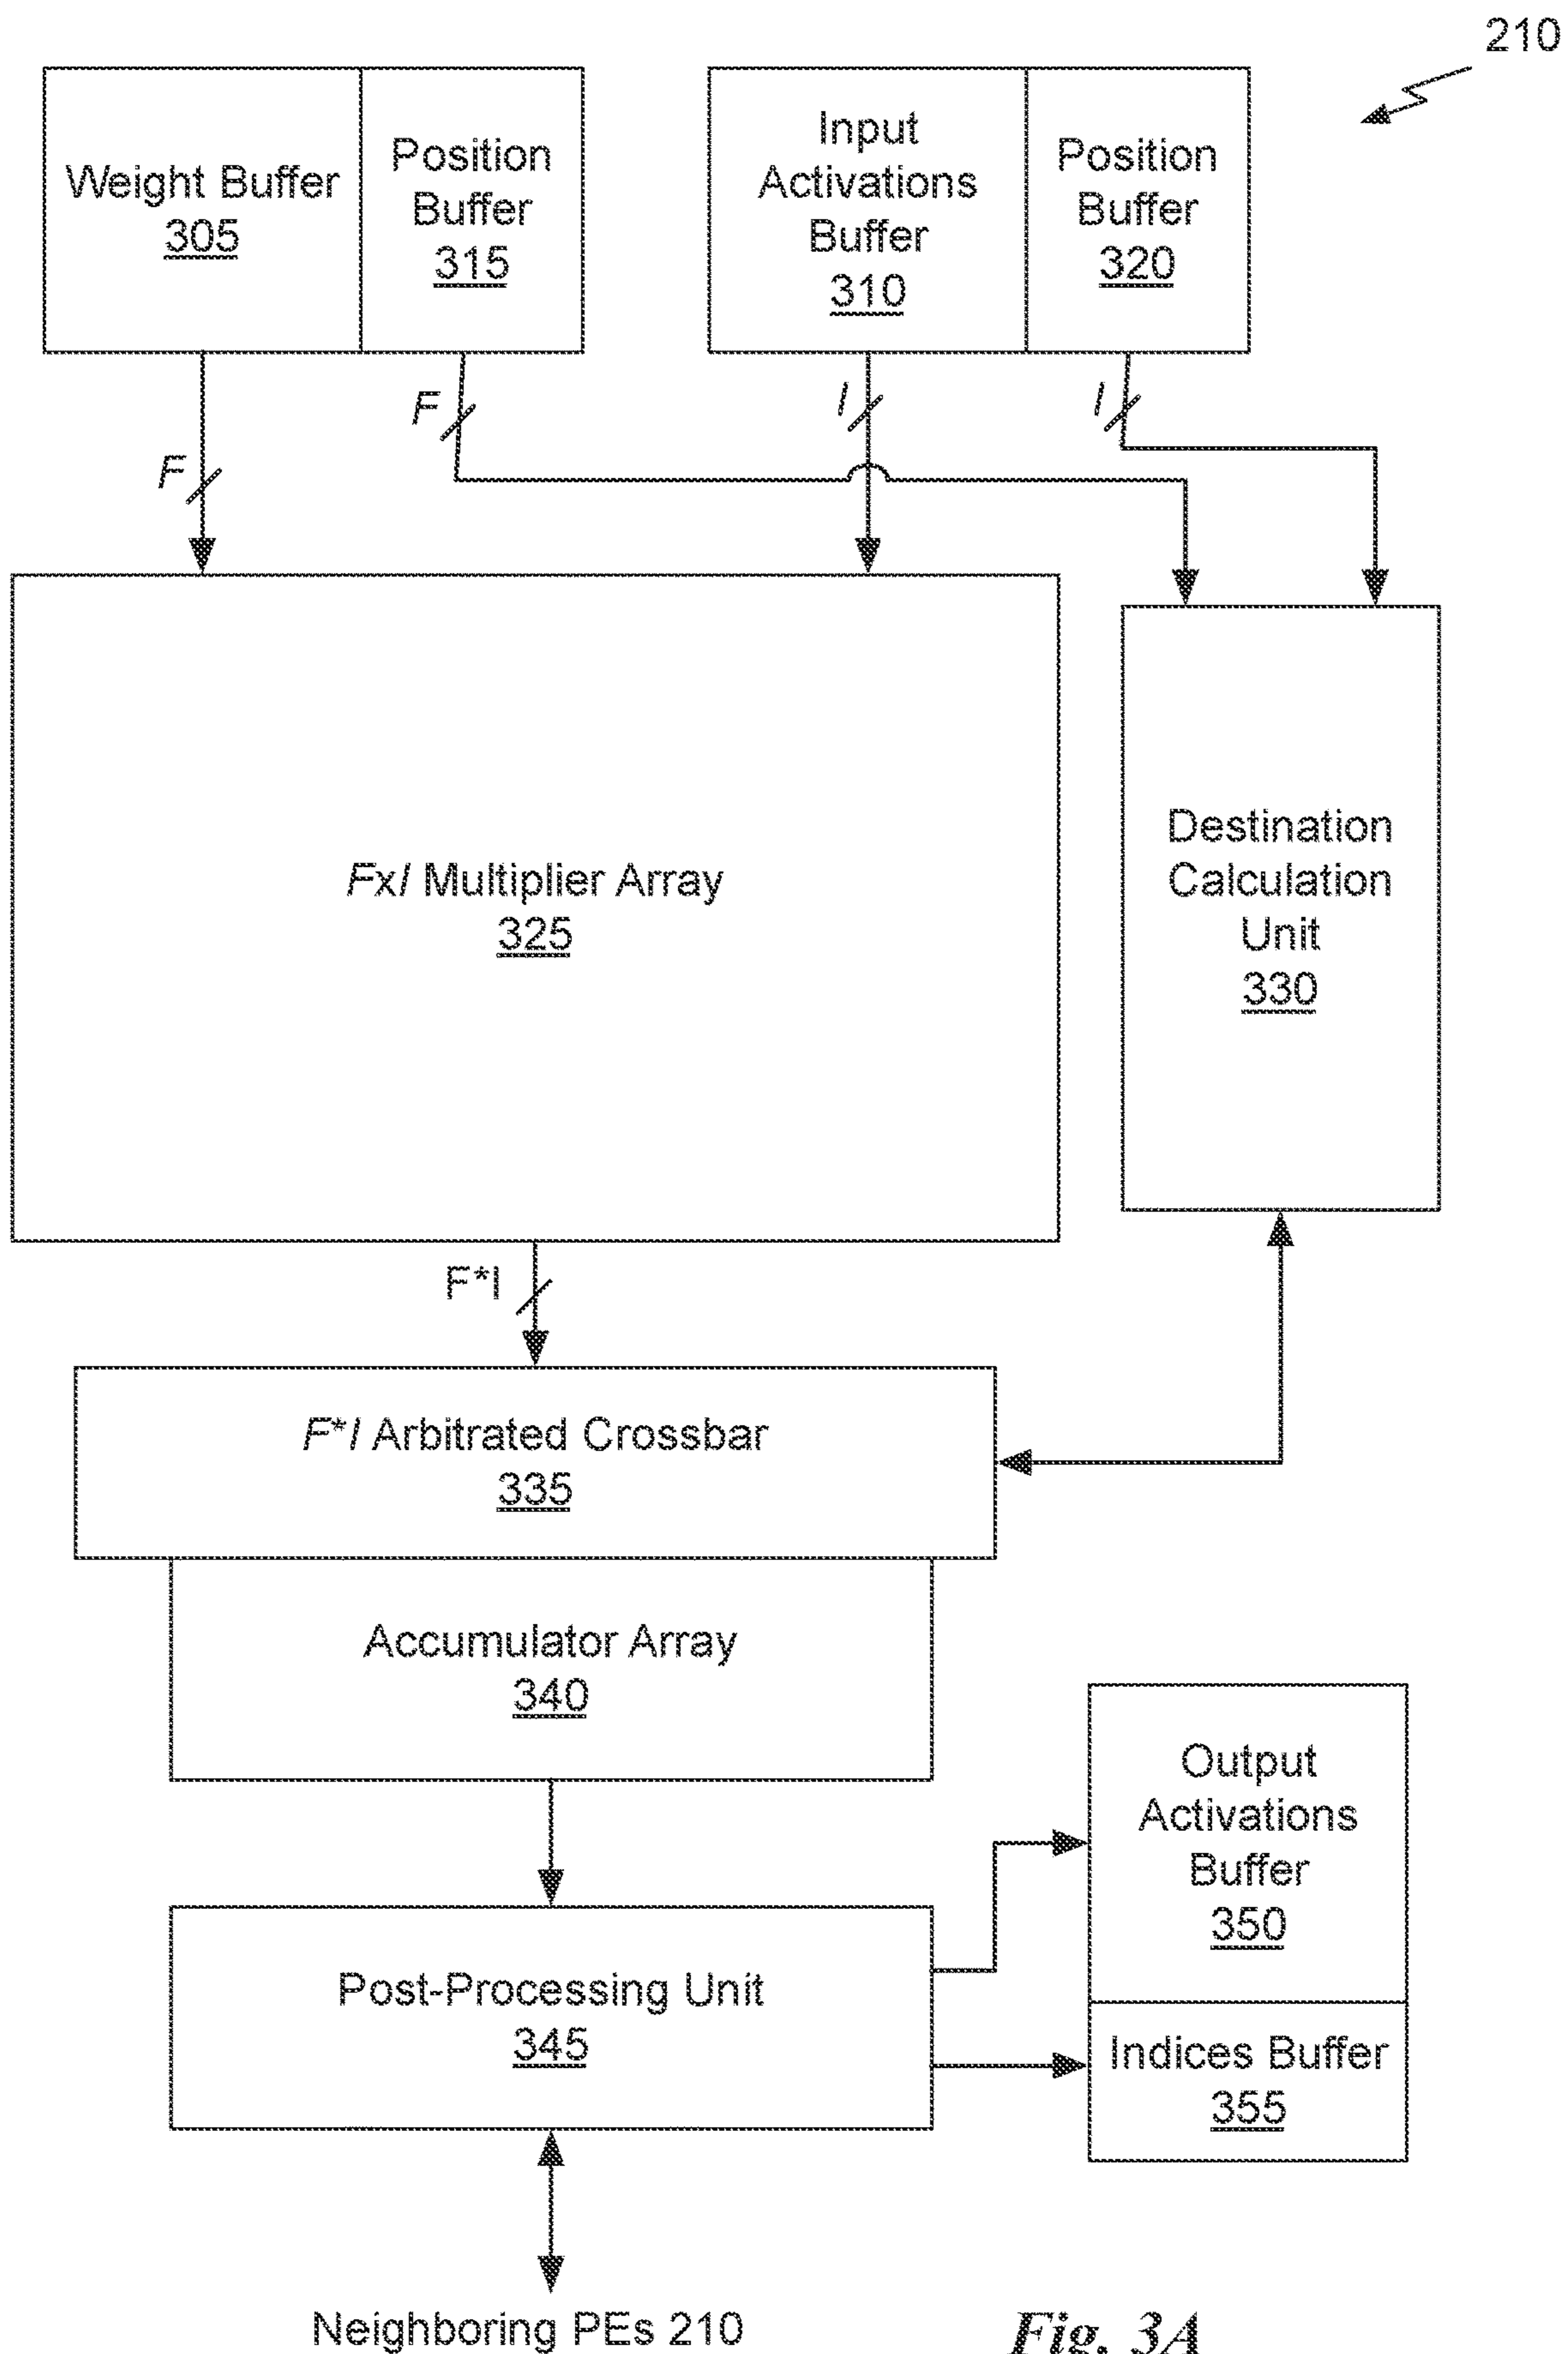 210
Weight Buffer
305
Position
Buffer
315
Input
Activations
Buffer
310
Position
Buffer
320
F
F
I
I
FxI Multiplier Array
325
Destination
Calculation
Unit
330
F*I
F*I Arbitrated Crossbar
335
Accumulator Array
340
Output
Activations
Buffer
350
Post-Processing Unit
345
Indices Buffer
355
Neighboring PEs 210
Fig. 3A